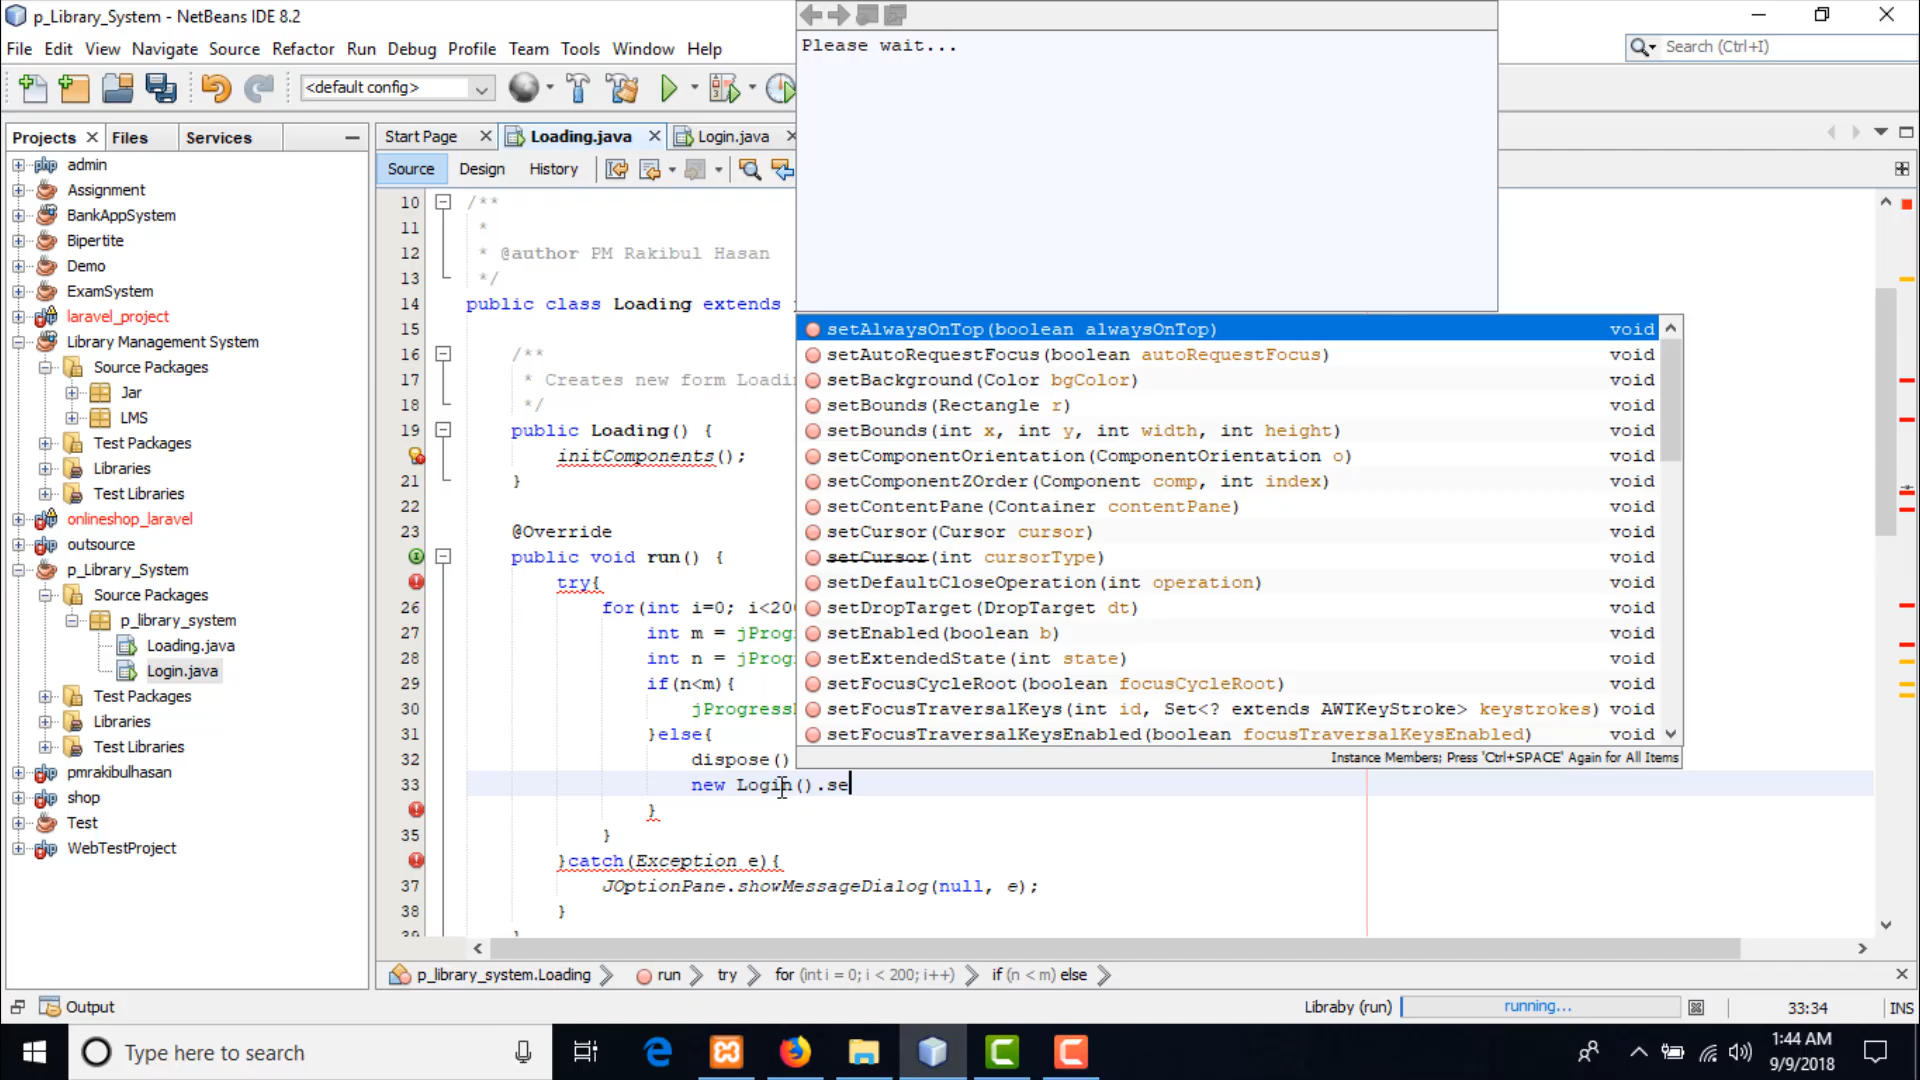 p_Library_System - NetBeans IDE 8.2
File Edit View Navigate Source Refactor Run Debug Profile Team Tools Window Help
Search (Ctrl+I)
<default config>
Please wait...
Projects Files Services
Start Page Loading.java Login.java
Source Design History
admin
Assignment
BankAppSystem
Bipertite
Demo
ExamSystem
laravel_project
Library Management System
Source Packages
Jar
LMS
Test Packages
Libraries
Test Libraries
onlineshop_laravel
outsource
p_Library_System
Source Packages
p_library_system
Loading.java
Login.java
Test Packages
Libraries
Test Libraries
pmrakibulhasan
shop
Test
WebTestProject
10 /**
11 *
12 * @author PM Rakibul Hasan
13 */
14 public class Loading extends
15
16 /**
17 * Creates new form Loadin
18 */
19 public Loading() {
initComponents();
21 }
22
23 @Override
public void run() {
try{
26 for(int i=0; i<200
27 int m = jProg
28 int n = jProg
29 if(n<m){
30 jProgress
31 }else{
32 dispose()
33 new Login().se
}
35 }
}catch(Exception e){
37 JOptionPane.showMessageDialog(null, e);
38 }
39 }
setAlwaysOnTop(boolean alwaysOnTop) void
setAutoRequestFocus(boolean autoRequestFocus) void
setBackground(Color bgColor) void
setBounds(Rectangle r) void
setBounds(int x, int y, int width, int height) void
setComponentOrientation(ComponentOrientation o) void
setComponentZOrder(Component comp, int index) void
setContentPane(Container contentPane) void
setCursor(Cursor cursor) void
setCursor(int cursorType) void
setDefaultCloseOperation(int operation) void
setDropTarget(DropTarget dt) void
setEnabled(boolean b) void
setExtendedState(int state) void
setFocusCycleRoot(boolean focusCycleRoot) void
setFocusTraversalKeys(int id, Set<? extends AWTKeyStroke> keystrokes) void
setFocusTraversalKeysEnabled(boolean focusTraversalKeysEnabled) void
Instance Members; Press 'Ctrl+SPACE' Again for All Items
p_library_system.Loading run try for (int i = 0; i < 200; i++) if (n < m) else
Output
Libraby (run) running... 33:34 INS
Type here to search
1:44 AM
9/9/2018